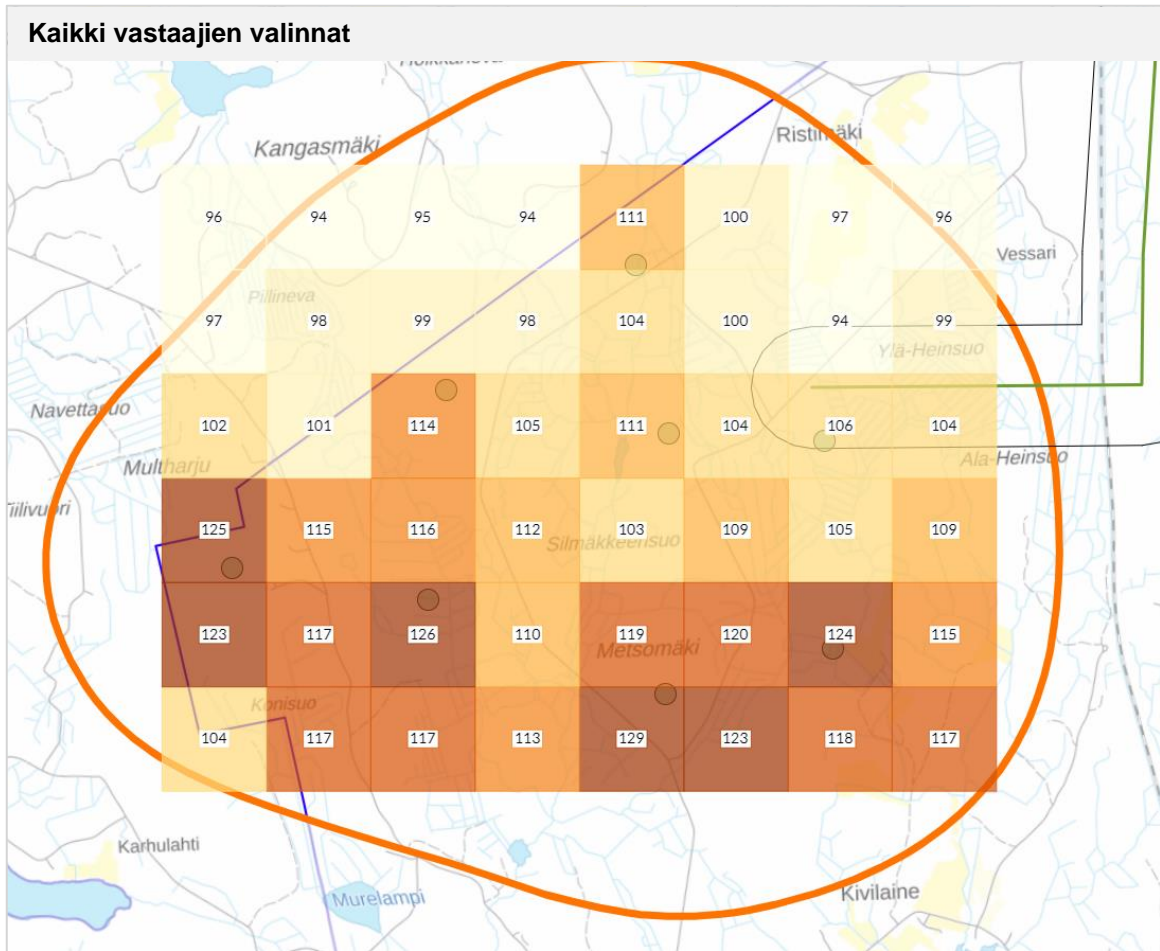 Kaikki vastaajien valinnat
Ristimäki
Kangasmäki
96 94 95 94 111 100 97 96
Vessari
Pillineva
97 98 99 98 104 100 94 99
Ylä-Heinsuo
Navettasuo
102 101 114 105 111 104 106 104
Multharju
Ala-Heinsuo
125 115 116 112 103 109 105 109
Silmäkkeensuo
123 117 126 110 119 120 124 115
Metsomäki
Konisuo
104 117 117 113 129 123 118 117
Karhulahti
Kivilaine
Murelampi